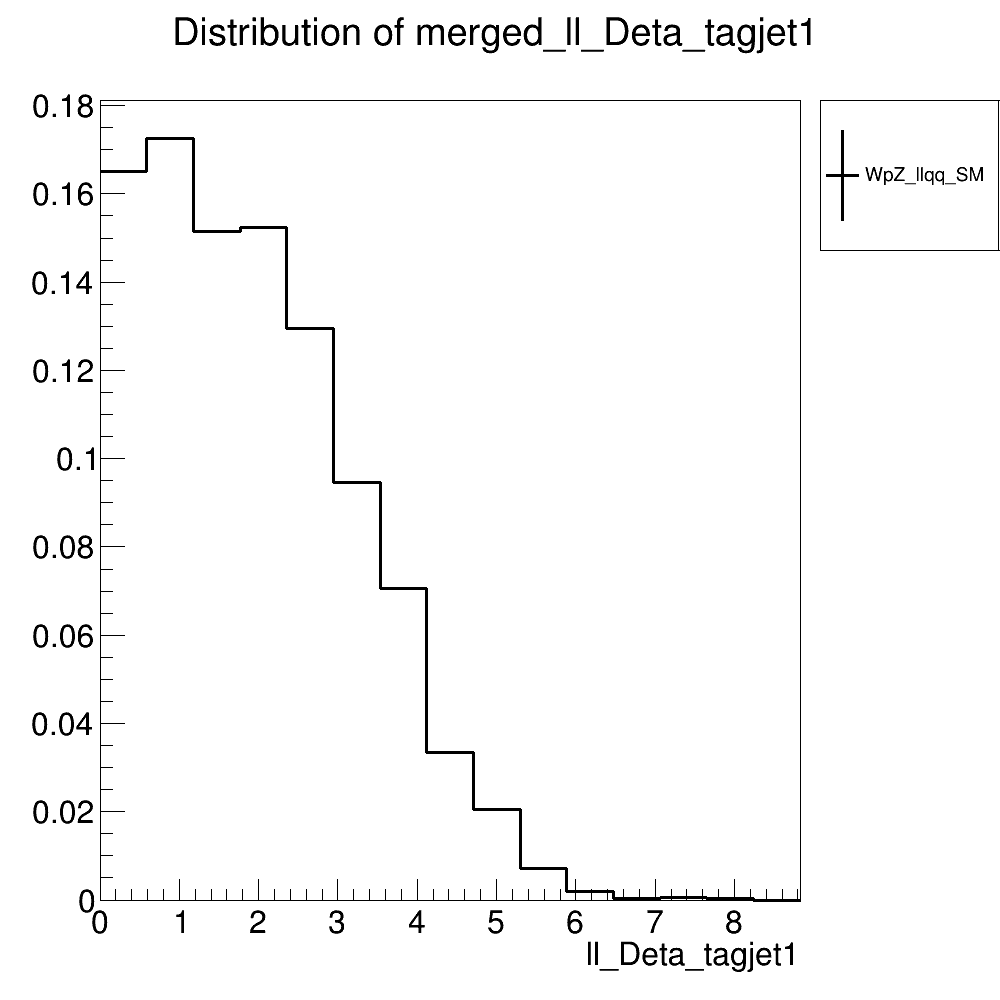 Distribution of merged_ll_Deta_tagjet1
0.18
0.16
0.14
0.12
0.1
0.08
0.06
0.04
0.02
0
0 1 2 3 4 5 6 7 8
ll_Deta_tagjet1
WpZ_llqq_SM